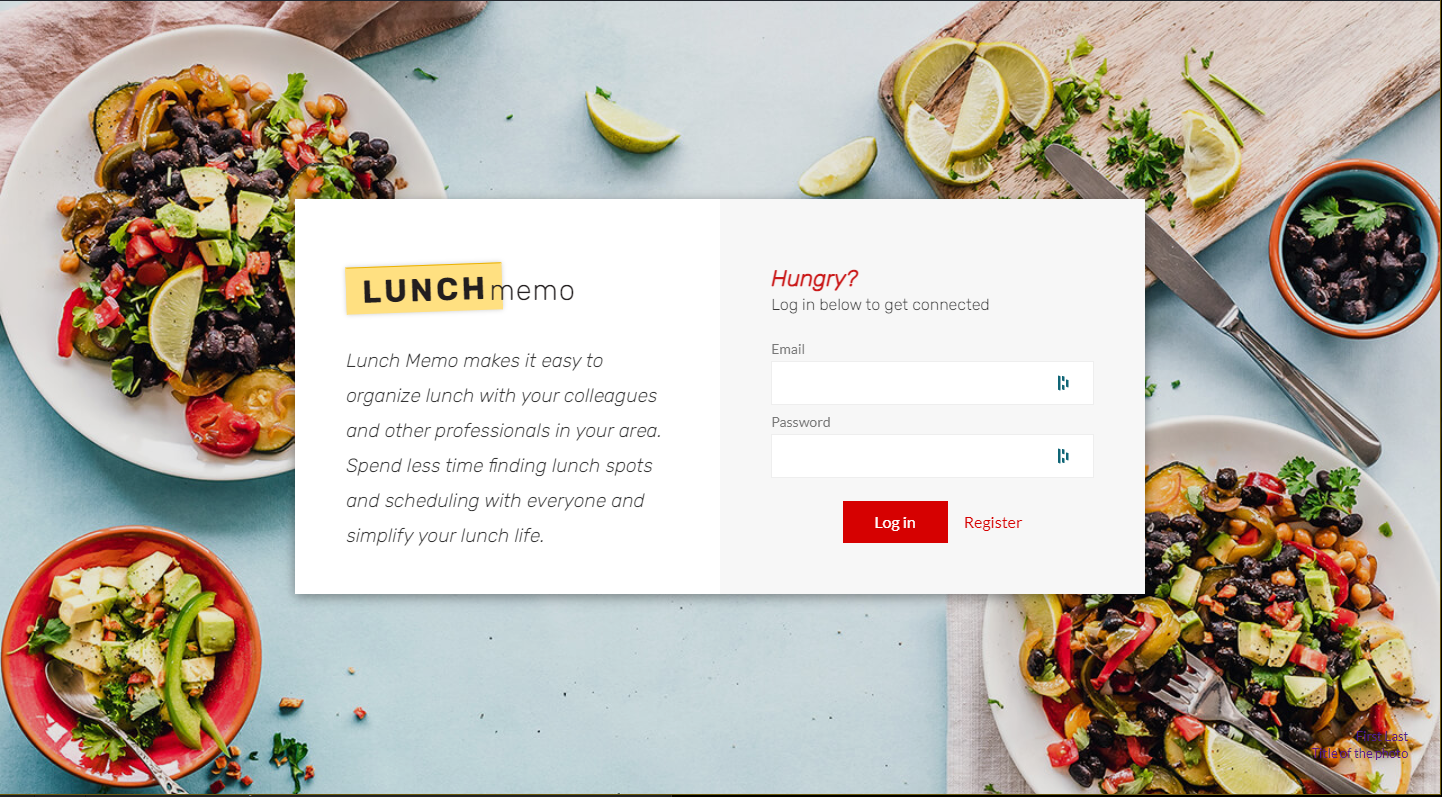 LUNCHmemo
Lunch Memo makes it easy to
organize lunch with your colleagues
and other professionals in your area.
Spend less time finding lunch spots
and scheduling with everyone and
simplify your lunch life.
Hungry?
Log in below to get connected
Email
Password
Log in
Register
First Last
Title of the photo